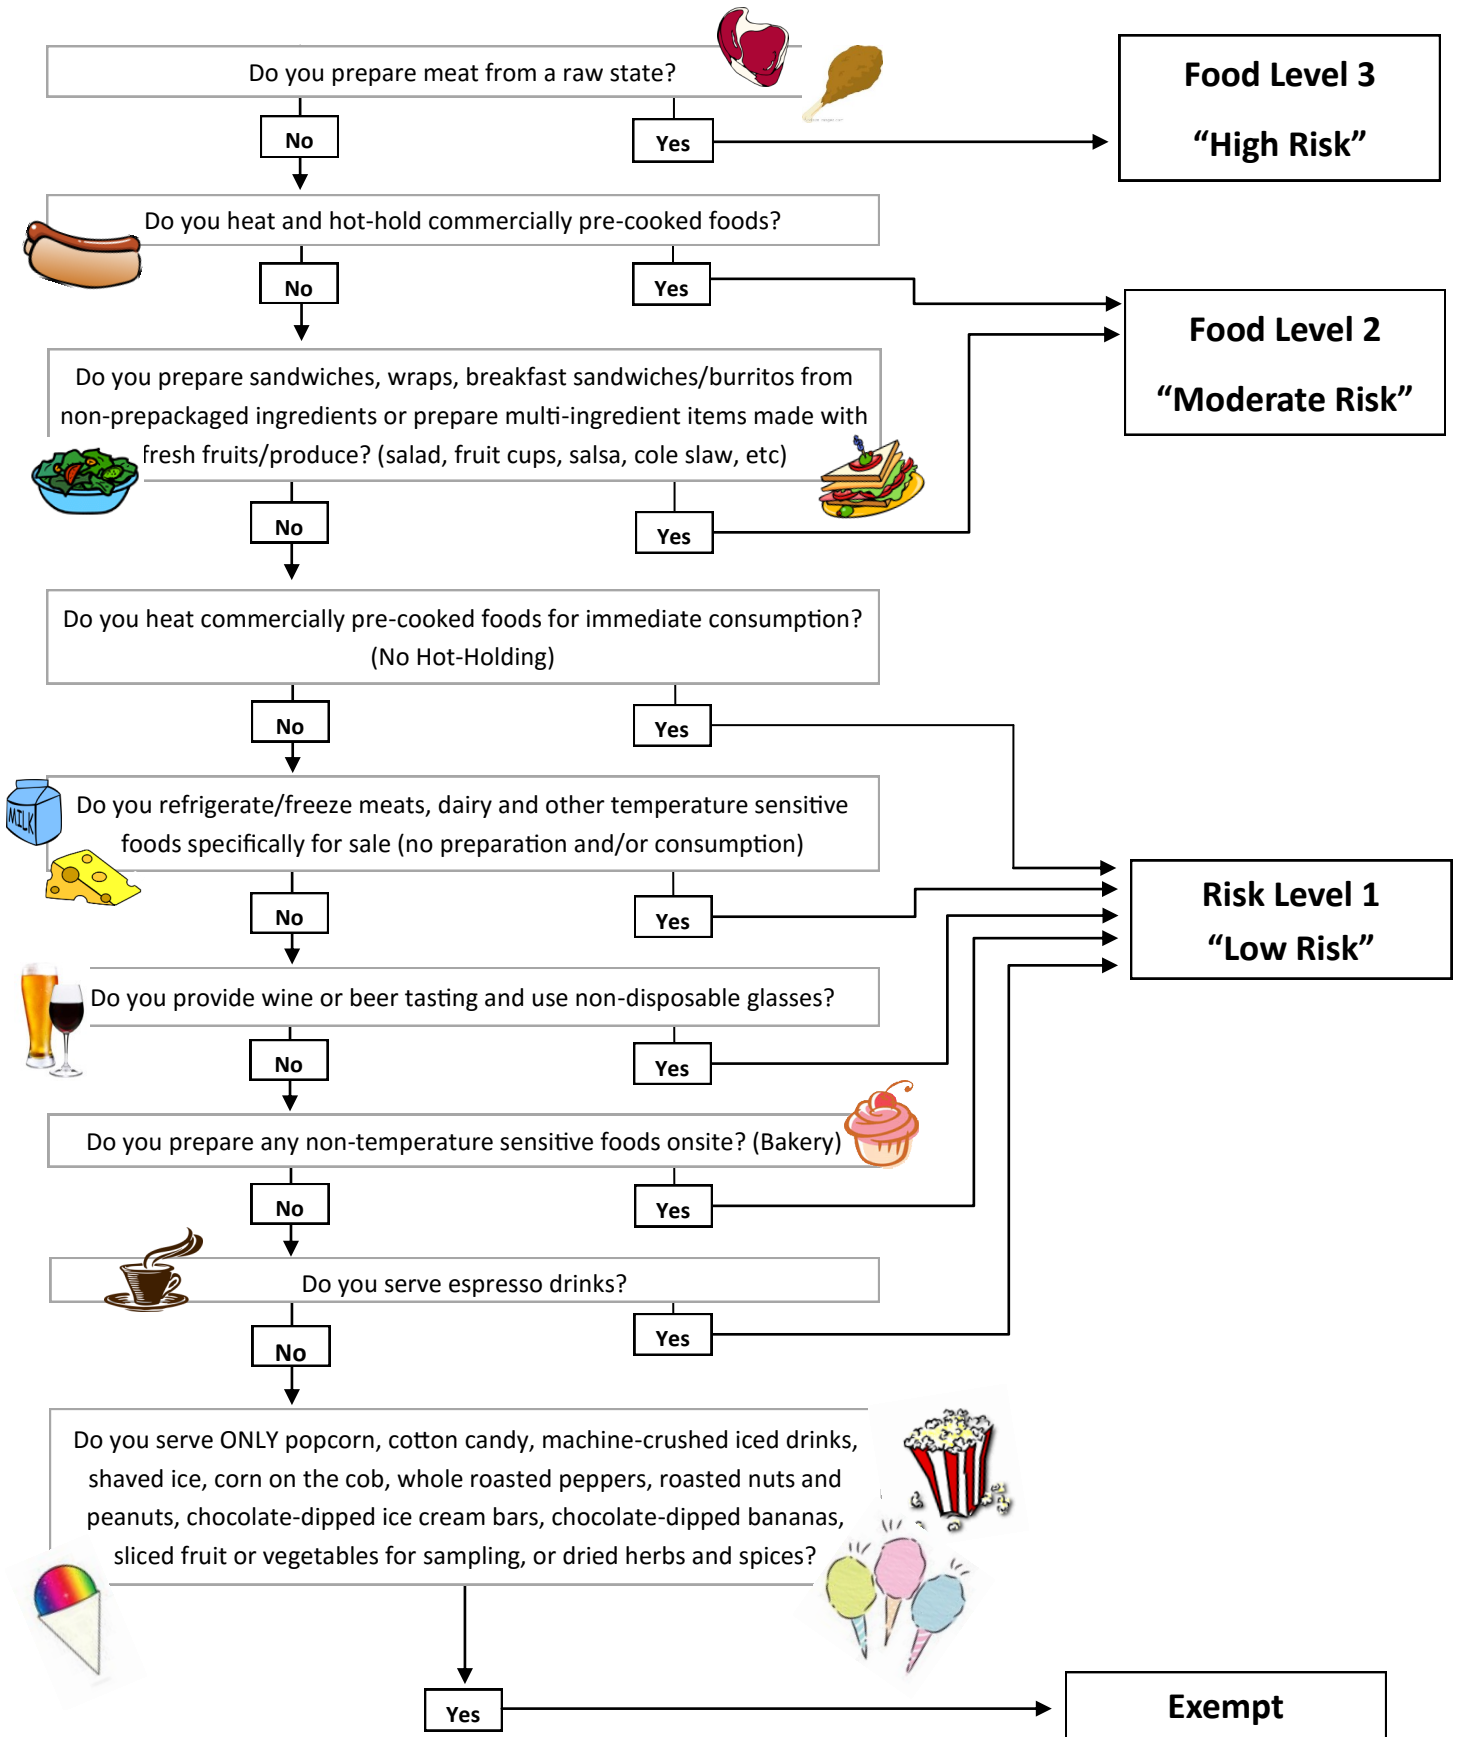 Do you prepare meat from a raw state?
Food Level 3
“High Risk”
No
Yes
Do you heat and hot-hold commercially pre-cooked foods?
No
Yes
Food Level 2
“Moderate Risk”
Do you prepare sandwiches, wraps, breakfast sandwiches/burritos from
non-prepackaged ingredients or prepare multi-ingredient items made with
fresh fruits/produce? (salad, fruit cups, salsa, cole slaw, etc)
No
Yes
Do you heat commercially pre-cooked foods for immediate consumption?
(No Hot-Holding)
No
Yes
MILK
Do you refrigerate/freeze meats, dairy and other temperature sensitive
foods specifically for sale (no preparation and/or consumption)
No
Yes
Risk Level 1
“Low Risk”
Do you provide wine or beer tasting and use non-disposable glasses?
No
Yes
Do you prepare any non-temperature sensitive foods onsite? (Bakery)
No
Yes
Do you serve espresso drinks?
No
Yes
Do you serve ONLY popcorn, cotton candy, machine-crushed iced drinks,
shaved ice, corn on the cob, whole roasted peppers, roasted nuts and
peanuts, chocolate-dipped ice cream bars, chocolate-dipped bananas,
sliced fruit or vegetables for sampling, or dried herbs and spices?
Yes
Exempt